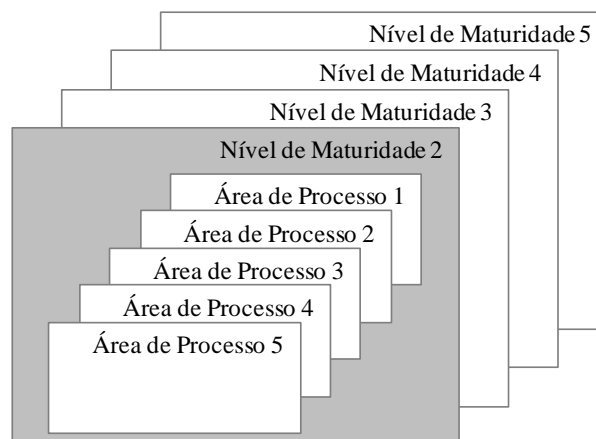 Nível de Maturidade 5
Nível de Maturidade 4
Nível de Maturidade 3
Nível de Maturidade 2
Área de Processo 1
Área de Processo 2
Área de Processo 3
Área de Processo 4
Área de Processo 5